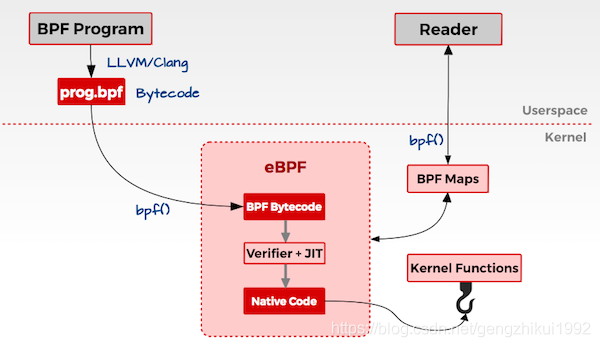 BPF Program
Reader
LLVM/Clang
prog.bpf
Bytecode
Userspace
Kernel
bpf()
eBPF
BPF Maps
bpf()
BPF Bytecode
Verifier + JIT
Kernel Functions
Native Code
https://blog.csdn.net/gengzhikui1992